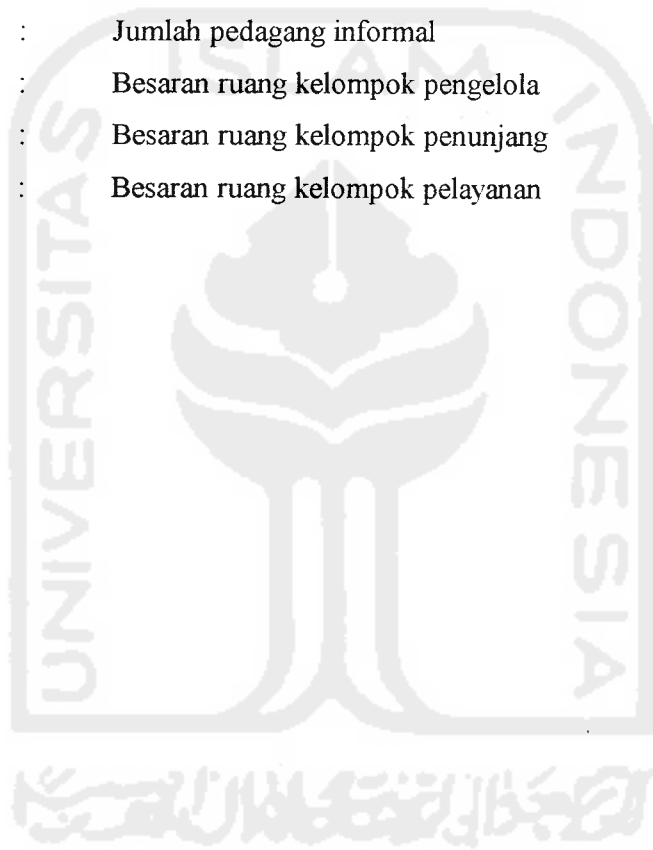 : Jumlah pedagang informal
: Besaran ruang kelompok pengelola
: Besaran ruang kelompok penunjang
: Besaran ruang kelompok pelayanan
ISLAM
UNIVERSITAS
INDONESIA